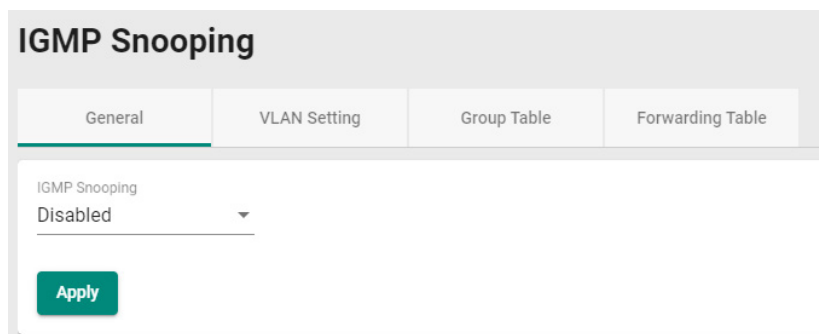 IGMP Snooping
General VLAN Setting Group Table Forwarding Table
IGMP Snooping
Disabled
Apply